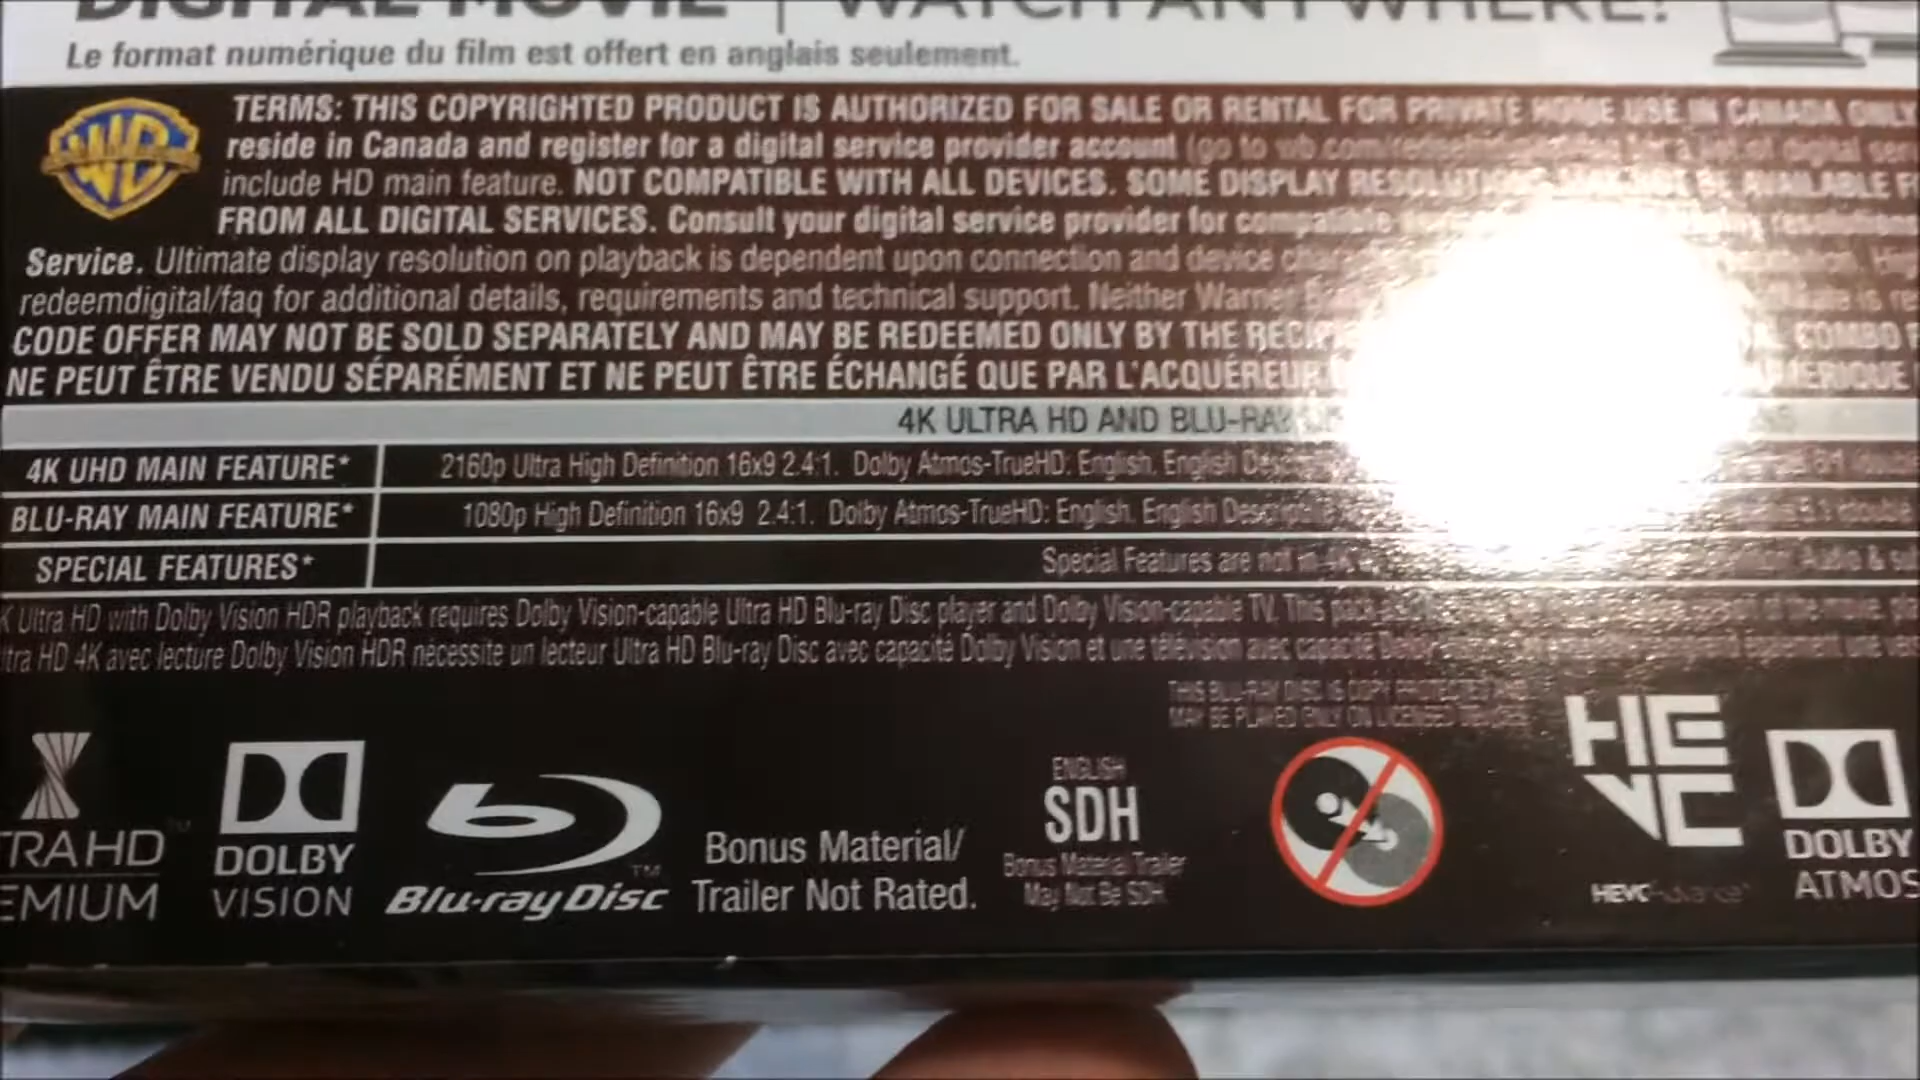 DIGITAL MOVIE | WATCH ANYWHERE!
Le format numérique du film est offert en anglais seulement.
WB
TERMS: THIS COPYRIGHTED PRODUCT IS AUTHORIZED FOR SALE OR RENTAL FOR PRIVATE HOME USE IN CANADA ONLY
reside in Canada and register for a digital service provider account (go to
include HD main feature. NOT COMPATIBLE WITH ALL DEVICES. SOME DISPLAY RESOLUTIONS MAY NOT BE AVAILABLE
FROM ALL DIGITAL SERVICES. Consult your digital service provider for compatible
Service. Ultimate display resolution on playback is dependent upon connection and device
redeemdigital/faq for additional details, requirements and technical support. Neither Warner
CODE OFFER MAY NOT BE SOLD SEPARATELY AND MAY BE REDEEMED ONLY BY THE COMBO
NE PEUT ÊTRE VENDU SÉPARÉMENT ET NE PEUT ÊTRE ÉCHANGÉ QUE PAR L'ACQUÉREUR
4K ULTRA HD AND BLU-RAY
4K UHD MAIN FEATURE* 2160p Ultra High Definition 16x9 2.4:1. Dolby Atmos-TrueHD: English. English
BLU-RAY MAIN FEATURE* 1080p High Definition 16x9 2.4:1. Dolby Atmos-TrueHD: English. English
SPECIAL FEATURES* Special Features are not in Audio &
K Ultra HD with Dolby Vision HDR playback requires Dolby Vision-capable Ultra HD Blu-ray Disc player and Dolby Vision-capable TV. This of the movie,
tra HD 4K avec lecture Dolby Vision HDR nécessite un lecteur Ultra HD Blu-ray Disc avec capacité Dolby Vision et une télévision avec capacité
THIS BLU-RAY DISC IS COPY PROTECTED AND
MAY BE PLAYED ONLY ON LICENSED DEVICES
TRA HD™
EMIUM
DOLBY
VISION
Blu-ray Disc™
Bonus Material/
Trailer Not Rated.
ENGLISH
SDH
Bonus Material Trailer
May Not Be SDH
HEVC
HEVC Advance
DOLBY
ATMOS